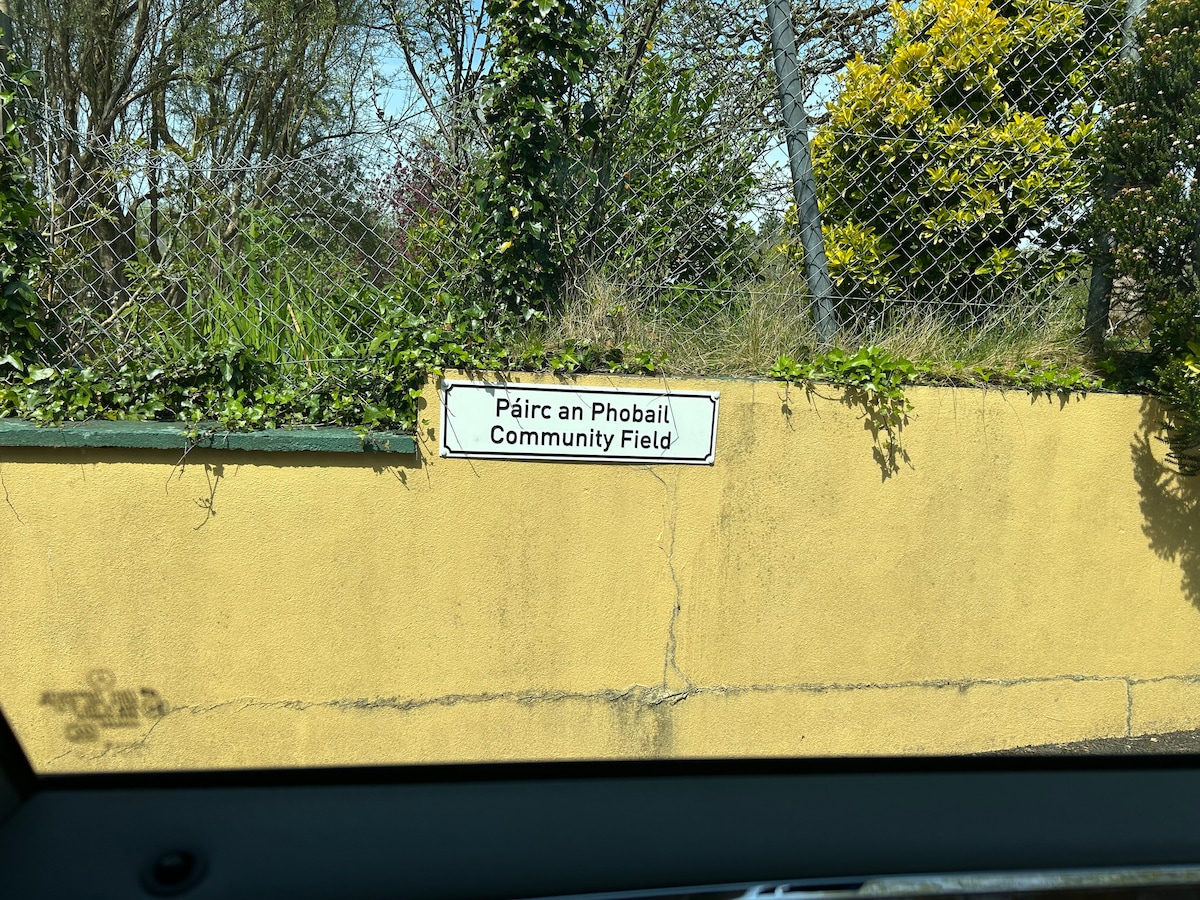 Páirc an Phobail
Community Field